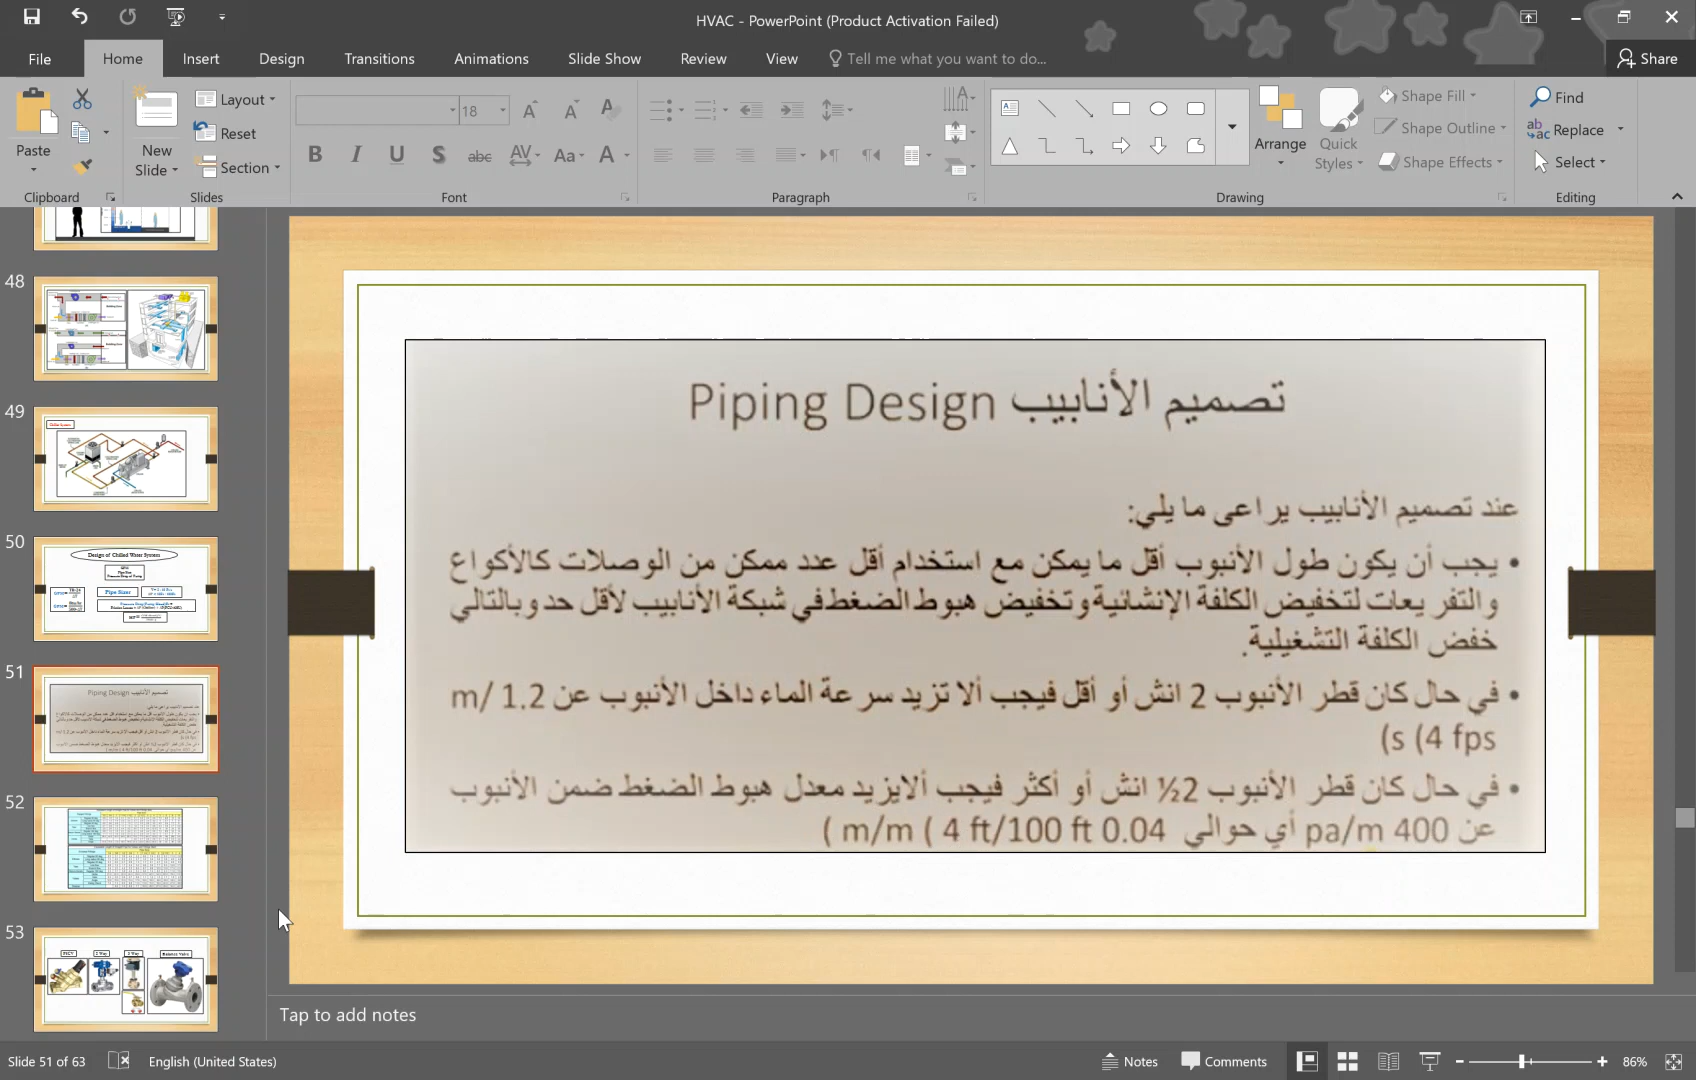 HVAC - PowerPoint (Product Activation Failed)
File Home Insert Design Transitions Animations Slide Show Review View Tell me what you want to do... Share
Paste
Clipboard
New Slide
Layout
Reset
Section
Slides
18
Font
Paragraph
Arrange
Quick Styles
Shape Fill
Shape Outline
Shape Effects
Drawing
Find
Replace
Select
Editing
48
49
50
Design of Chilled Water System
Pipe Sizer
51
52
53
تصميم الأنابيب Piping Design
عند تصميم الأنابيب يراعى ما يلي:
• يجب أن يكون طول الأنبوب أقل ما يمكن مع استخدام أقل عدد ممكن من الوصلات كالأكواع
والتفريعات لتخفيض الكلفة الإنشائية وتخفيض هبوط الضغط في شبكة الأنابيب لأقل حد وبالتالي
خفض الكلفة التشغيلية.
• في حال كان قطر الأنبوب 2 انش أو أقل فيجب ألا تزيد سرعة الماء داخل الأنبوب عن 1.2 m/
s (4 fps)
• في حال كان قطر الأنبوب 2½ انش أو أكثر فيجب ألايزيد معدل هبوط الضغط ضمن الأنبوب
عن 400 pa/m أي حوالي 0.04 m/m ( 4 ft/100 ft )
Tap to add notes
Slide 51 of 63 English (United States) Notes Comments 86%